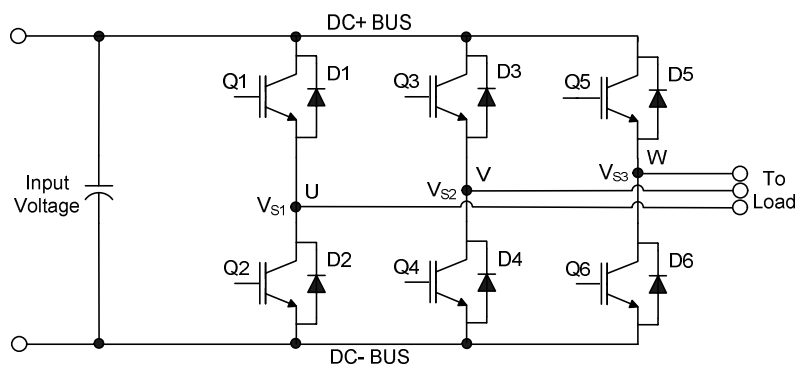 DC+ BUS
Q1
D1
Q3
D3
Q5
D5
Input
Voltage
VS1
U
VS2
V
VS3
W
To
Load
Q2
D2
Q4
D4
Q6
D6
DC- BUS